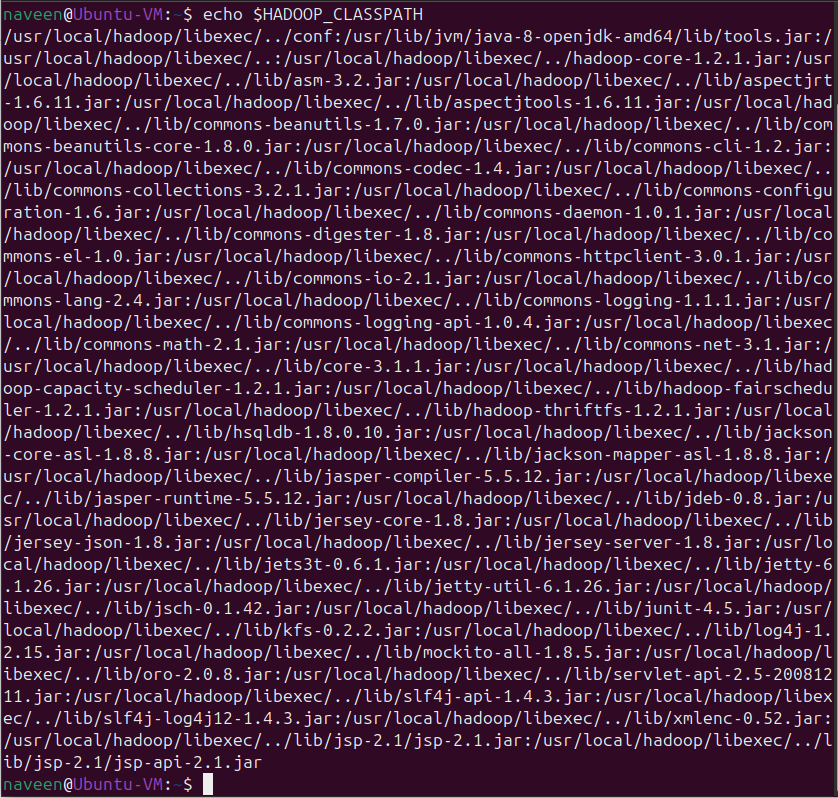 naveen@Ubuntu-VM:~$ echo $HADOOP_CLASSPATH
/usr/local/hadoop/libexec/../conf:/usr/lib/jvm/java-8-openjdk-amd64/lib/tools.jar:/
usr/local/hadoop/libexec/..:/usr/local/hadoop/libexec/../hadoop-core-1.2.1.jar:/usr
/local/hadoop/libexec/../lib/asm-3.2.jar:/usr/local/hadoop/libexec/../lib/aspectjrt
-1.6.11.jar:/usr/local/hadoop/libexec/../lib/aspectjtools-1.6.11.jar:/usr/local/had
oop/libexec/../lib/commons-beanutils-1.7.0.jar:/usr/local/hadoop/libexec/../lib/com
mons-beanutils-core-1.8.0.jar:/usr/local/hadoop/libexec/../lib/commons-cli-1.2.jar:
/usr/local/hadoop/libexec/../lib/commons-codec-1.4.jar:/usr/local/hadoop/libexec/..
/lib/commons-collections-3.2.1.jar:/usr/local/hadoop/libexec/../lib/commons-configu
ration-1.6.jar:/usr/local/hadoop/libexec/../lib/commons-daemon-1.0.1.jar:/usr/local
/hadoop/libexec/../lib/commons-digester-1.8.jar:/usr/local/hadoop/libexec/../lib/co
mmons-el-1.0.jar:/usr/local/hadoop/libexec/../lib/commons-httpclient-3.0.1.jar:/usr
/local/hadoop/libexec/../lib/commons-io-2.1.jar:/usr/local/hadoop/libexec/../lib/co
mmons-lang-2.4.jar:/usr/local/hadoop/libexec/../lib/commons-logging-1.1.1.jar:/usr/
local/hadoop/libexec/../lib/commons-logging-api-1.0.4.jar:/usr/local/hadoop/libexec
/../lib/commons-math-2.1.jar:/usr/local/hadoop/libexec/../lib/commons-net-3.1.jar:/
usr/local/hadoop/libexec/../lib/core-3.1.1.jar:/usr/local/hadoop/libexec/../lib/had
oop-capacity-scheduler-1.2.1.jar:/usr/local/hadoop/libexec/../lib/hadoop-fairschedu
ler-1.2.1.jar:/usr/local/hadoop/libexec/../lib/hadoop-thriftfs-1.2.1.jar:/usr/local
/hadoop/libexec/../lib/hsqldb-1.8.0.10.jar:/usr/local/hadoop/libexec/../lib/jackson
-core-asl-1.8.8.jar:/usr/local/hadoop/libexec/../lib/jackson-mapper-asl-1.8.8.jar:/
usr/local/hadoop/libexec/../lib/jasper-compiler-5.5.12.jar:/usr/local/hadoop/libexe
c/../lib/jasper-runtime-5.5.12.jar:/usr/local/hadoop/libexec/../lib/jdeb-0.8.jar:/u
sr/local/hadoop/libexec/../lib/jersey-core-1.8.jar:/usr/local/hadoop/libexec/../lib
/jersey-json-1.8.jar:/usr/local/hadoop/libexec/../lib/jersey-server-1.8.jar:/usr/lo
cal/hadoop/libexec/../lib/jets3t-0.6.1.jar:/usr/local/hadoop/libexec/../lib/jetty-6
.1.26.jar:/usr/local/hadoop/libexec/../lib/jetty-util-6.1.26.jar:/usr/local/hadoop/
libexec/../lib/jsch-0.1.42.jar:/usr/local/hadoop/libexec/../lib/junit-4.5.jar:/usr/
local/hadoop/libexec/../lib/kfs-0.2.2.jar:/usr/local/hadoop/libexec/../lib/log4j-1.
2.15.jar:/usr/local/hadoop/libexec/../lib/mockito-all-1.8.5.jar:/usr/local/hadoop/l
ibexec/../lib/oro-2.0.8.jar:/usr/local/hadoop/libexec/../lib/servlet-api-2.5-200812
11.jar:/usr/local/hadoop/libexec/../lib/slf4j-api-1.4.3.jar:/usr/local/hadoop/libex
ec/../lib/slf4j-log4j12-1.4.3.jar:/usr/local/hadoop/libexec/../lib/xmlenc-0.52.jar:
/usr/local/hadoop/libexec/../lib/jsp-2.1/jsp-2.1.jar:/usr/local/hadoop/libexec/../l
ib/jsp-2.1/jsp-api-2.1.jar
naveen@Ubuntu-VM:~$